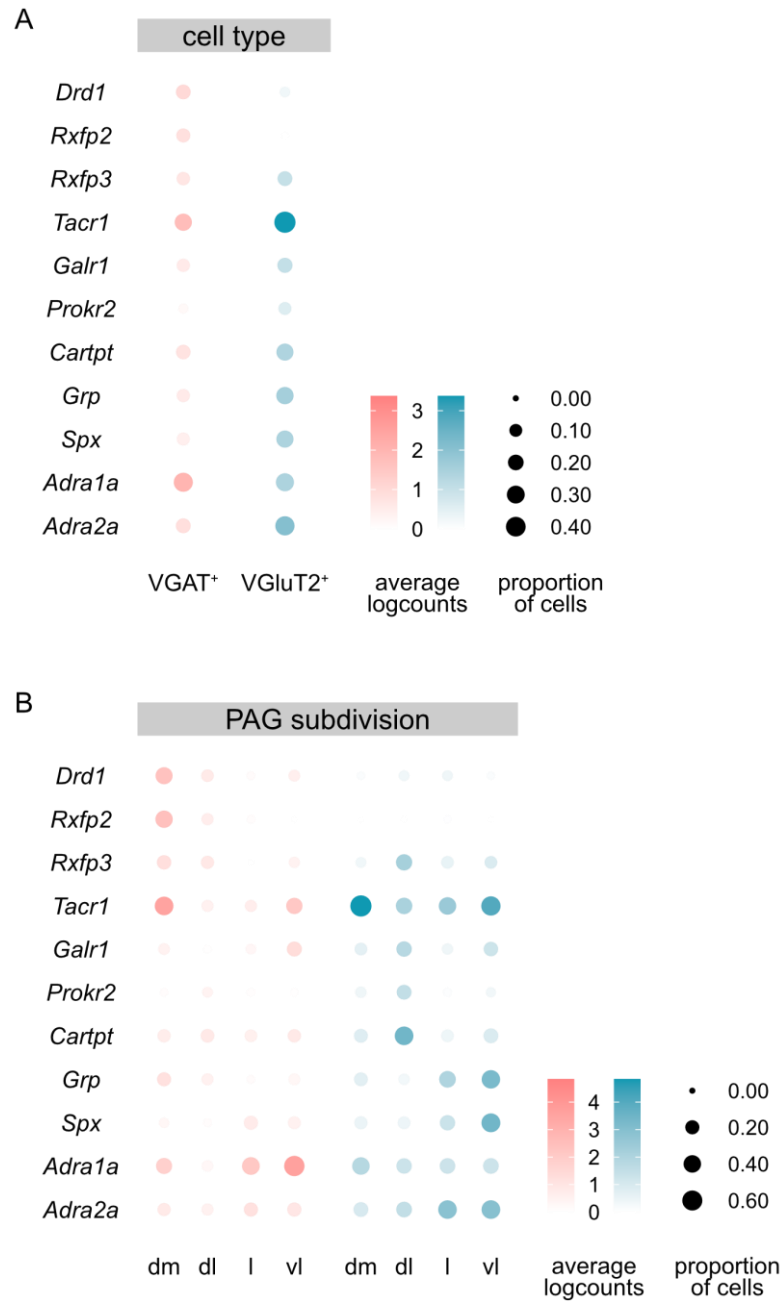 A
cell type
Drd1
Rxfp2
Rxfp3
Tacr1
Galr1
Prokr2
Cartpt
Grp
Spx
Adra1a
Adra2a
VGAT⁺ VGluT2⁺
3
2
1
0
average
logcounts
0.00
0.10
0.20
0.30
0.40
proportion
of cells
B
PAG subdivision
Drd1
Rxfp2
Rxfp3
Tacr1
Galr1
Prokr2
Cartpt
Grp
Spx
Adra1a
Adra2a
dm dl l vl dm dl l vl
4
3
2
1
0
average
logcounts
0.00
0.20
0.40
0.60
proportion
of cells